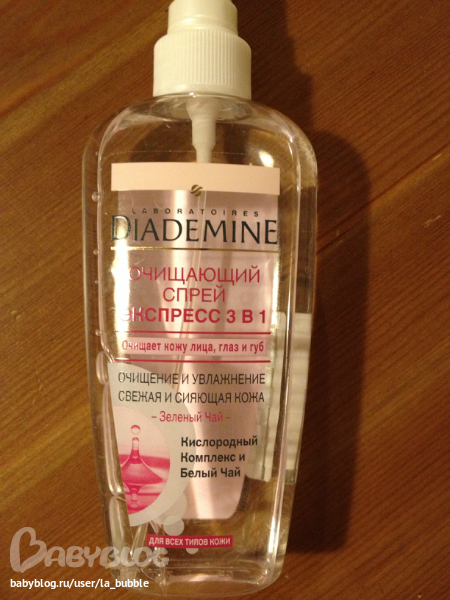 LABORATOIRES
DIADEMINE
ОЧИЩАЮЩИЙ
СПРЕЙ
ЭКСПРЕСС 3 В 1
Очищает кожу лица, глаз и губ
ОЧИЩЕНИЕ И УВЛАЖНЕНИЕ
СВЕЖАЯ И СИЯЮЩАЯ КОЖА
– Зеленый Чай –
Кислородный
Комплекс и
Белый Чай
ДЛЯ ВСЕХ ТИПОВ КОЖИ
BABYBLOG
babyblog.ru/user/la_bubble